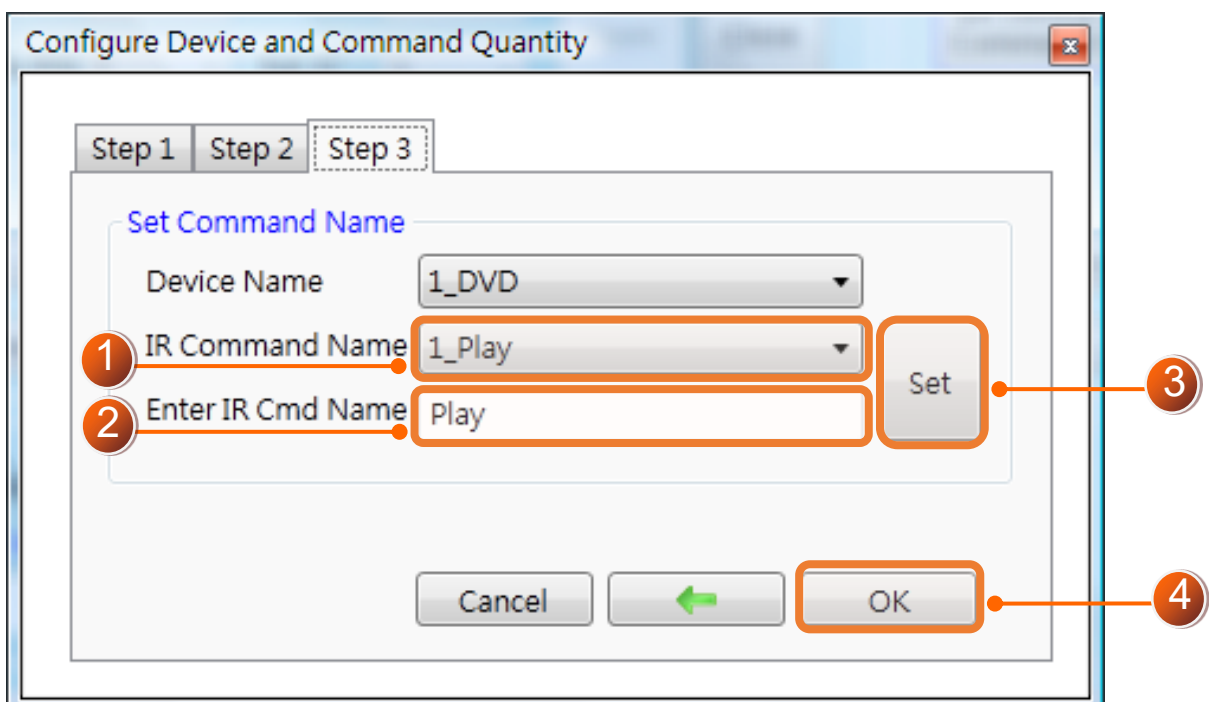 Configure Device and Command Quantity
x
Step 1 Step 2 Step 3
Set Command Name
Device Name 1_DVD
1 IR Command Name 1_Play
Set 3
2 Enter IR Cmd Name Play
Cancel OK 4